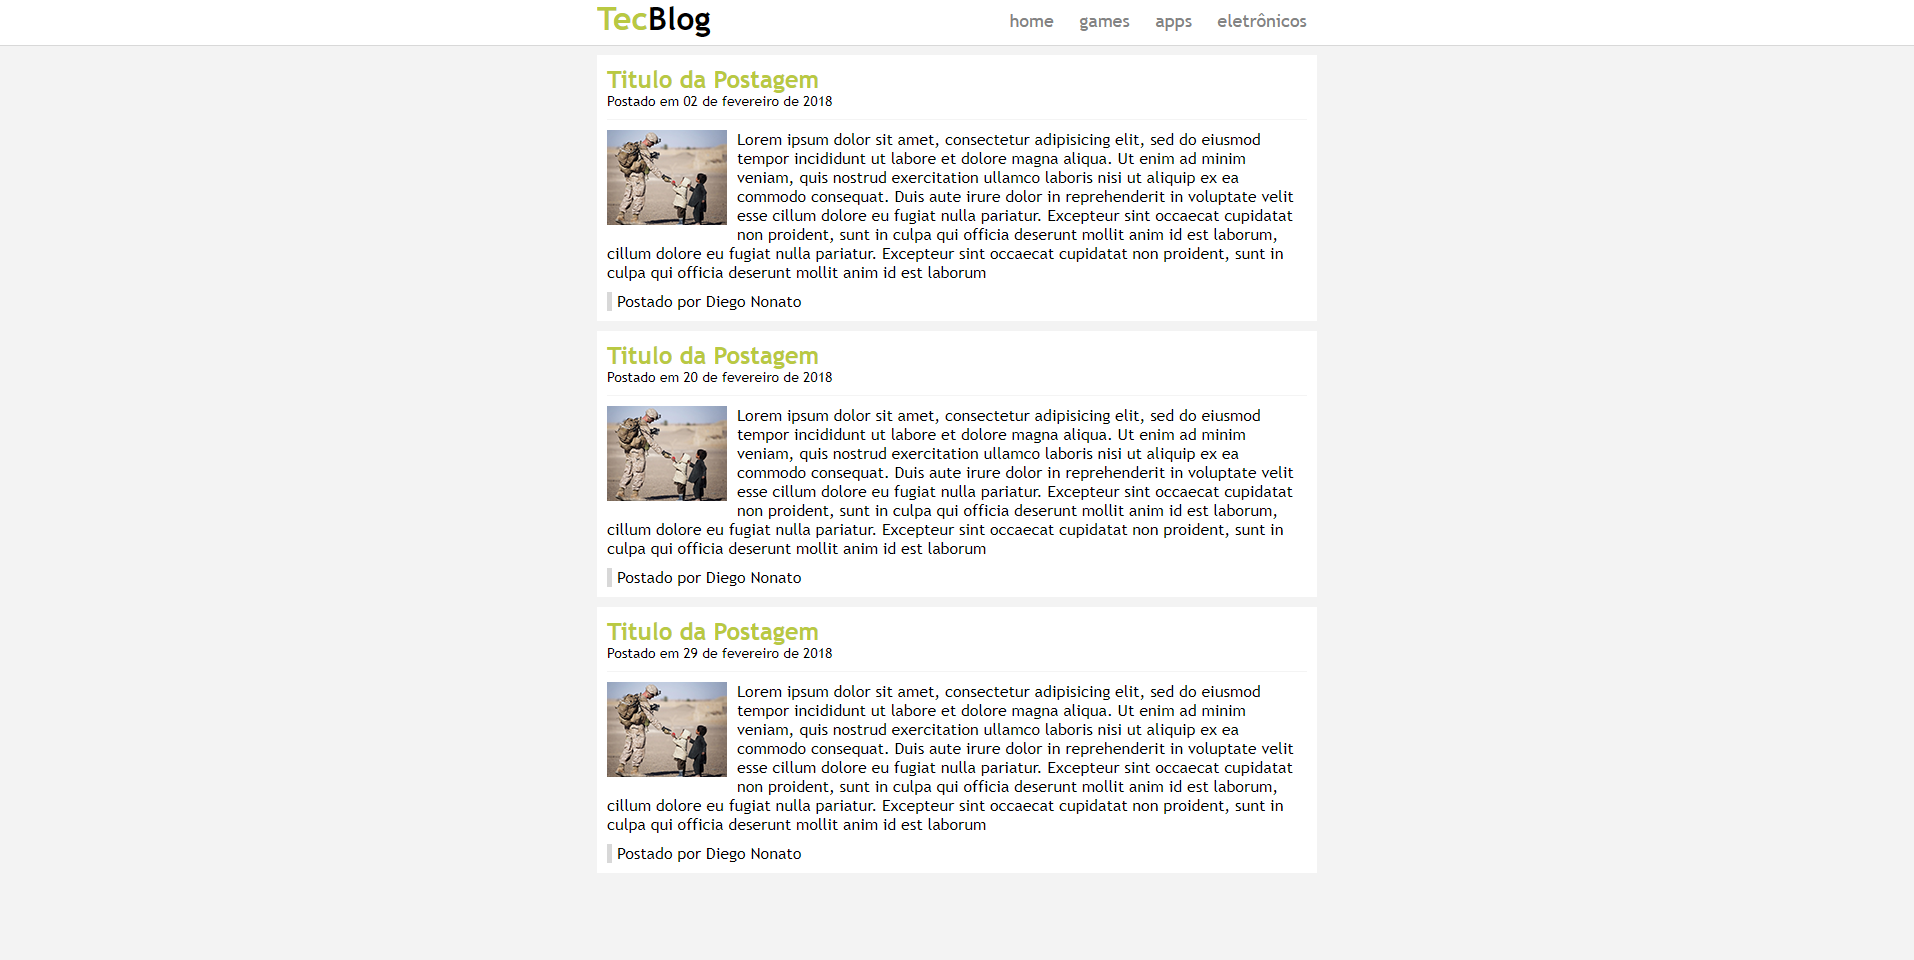 TecBlog
home games apps eletrônicos
Titulo da Postagem
Postado em 02 de fevereiro de 2018
Lorem ipsum dolor sit amet, consectetur adipisicing elit, sed do eiusmod
tempor incididunt ut labore et dolore magna aliqua. Ut enim ad minim
veniam, quis nostrud exercitation ullamco laboris nisi ut aliquip ex ea
commodo consequat. Duis aute irure dolor in reprehenderit in voluptate velit
esse cillum dolore eu fugiat nulla pariatur. Excepteur sint occaecat cupidatat
non proident, sunt in culpa qui officia deserunt mollit anim id est laborum,
cillum dolore eu fugiat nulla pariatur. Excepteur sint occaecat cupidatat non proident, sunt in
culpa qui officia deserunt mollit anim id est laborum
Postado por Diego Nonato
Titulo da Postagem
Postado em 20 de fevereiro de 2018
Lorem ipsum dolor sit amet, consectetur adipisicing elit, sed do eiusmod
tempor incididunt ut labore et dolore magna aliqua. Ut enim ad minim
veniam, quis nostrud exercitation ullamco laboris nisi ut aliquip ex ea
commodo consequat. Duis aute irure dolor in reprehenderit in voluptate velit
esse cillum dolore eu fugiat nulla pariatur. Excepteur sint occaecat cupidatat
non proident, sunt in culpa qui officia deserunt mollit anim id est laborum,
cillum dolore eu fugiat nulla pariatur. Excepteur sint occaecat cupidatat non proident, sunt in
culpa qui officia deserunt mollit anim id est laborum
Postado por Diego Nonato
Titulo da Postagem
Postado em 29 de fevereiro de 2018
Lorem ipsum dolor sit amet, consectetur adipisicing elit, sed do eiusmod
tempor incididunt ut labore et dolore magna aliqua. Ut enim ad minim
veniam, quis nostrud exercitation ullamco laboris nisi ut aliquip ex ea
commodo consequat. Duis aute irure dolor in reprehenderit in voluptate velit
esse cillum dolore eu fugiat nulla pariatur. Excepteur sint occaecat cupidatat
non proident, sunt in culpa qui officia deserunt mollit anim id est laborum,
cillum dolore eu fugiat nulla pariatur. Excepteur sint occaecat cupidatat non proident, sunt in
culpa qui officia deserunt mollit anim id est laborum
Postado por Diego Nonato